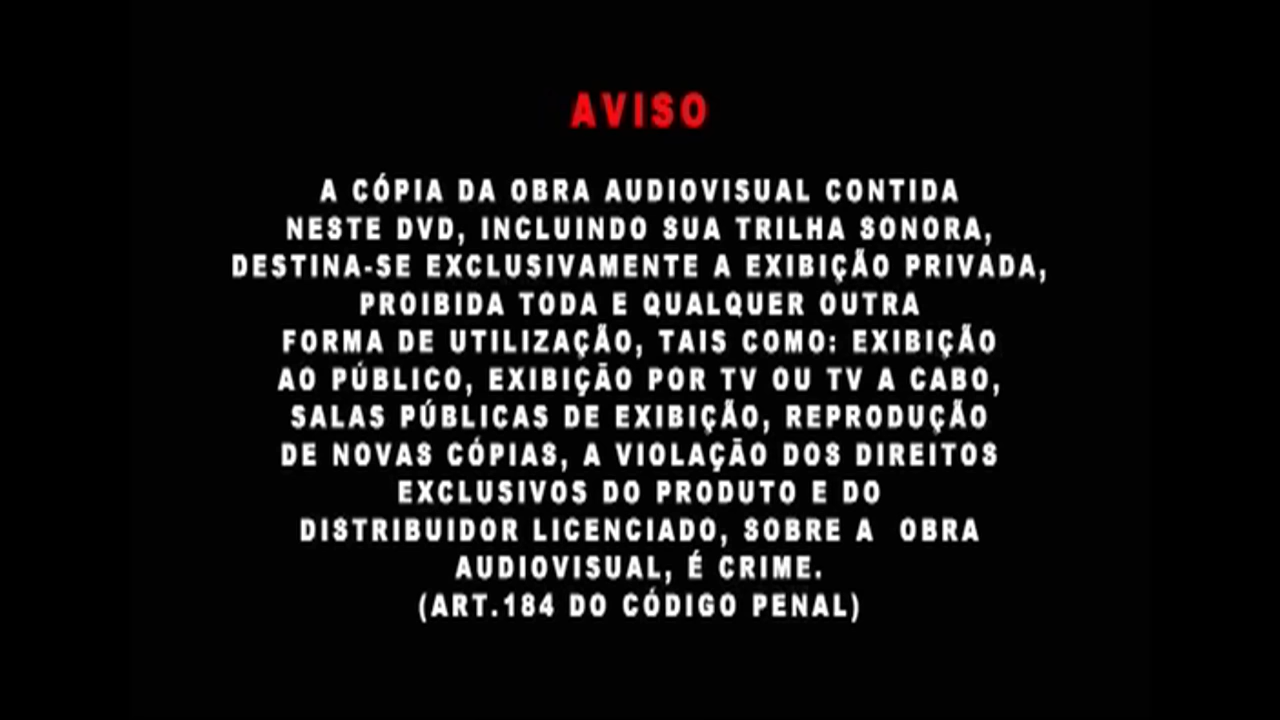 AVISO
A CÓPIA DA OBRA AUDIOVISUAL CONTIDA
NESTE DVD, INCLUINDO SUA TRILHA SONORA,
DESTINA-SE EXCLUSIVAMENTE A EXIBIÇÃO PRIVADA,
PROIBIDA TODA E QUALQUER OUTRA
FORMA DE UTILIZAÇÃO, TAIS COMO: EXIBIÇÃO
AO PÚBLICO, EXIBIÇÃO POR TV OU TV A CABO,
SALAS PÚBLICAS DE EXIBIÇÃO, REPRODUÇÃO
DE NOVAS CÓPIAS, A VIOLAÇÃO DOS DIREITOS
EXCLUSIVOS DO PRODUTO E DO
DISTRIBUIDOR LICENCIADO, SOBRE A  OBRA
AUDIOVISUAL, É CRIME.
(ART.184 DO CÓDIGO PENAL)